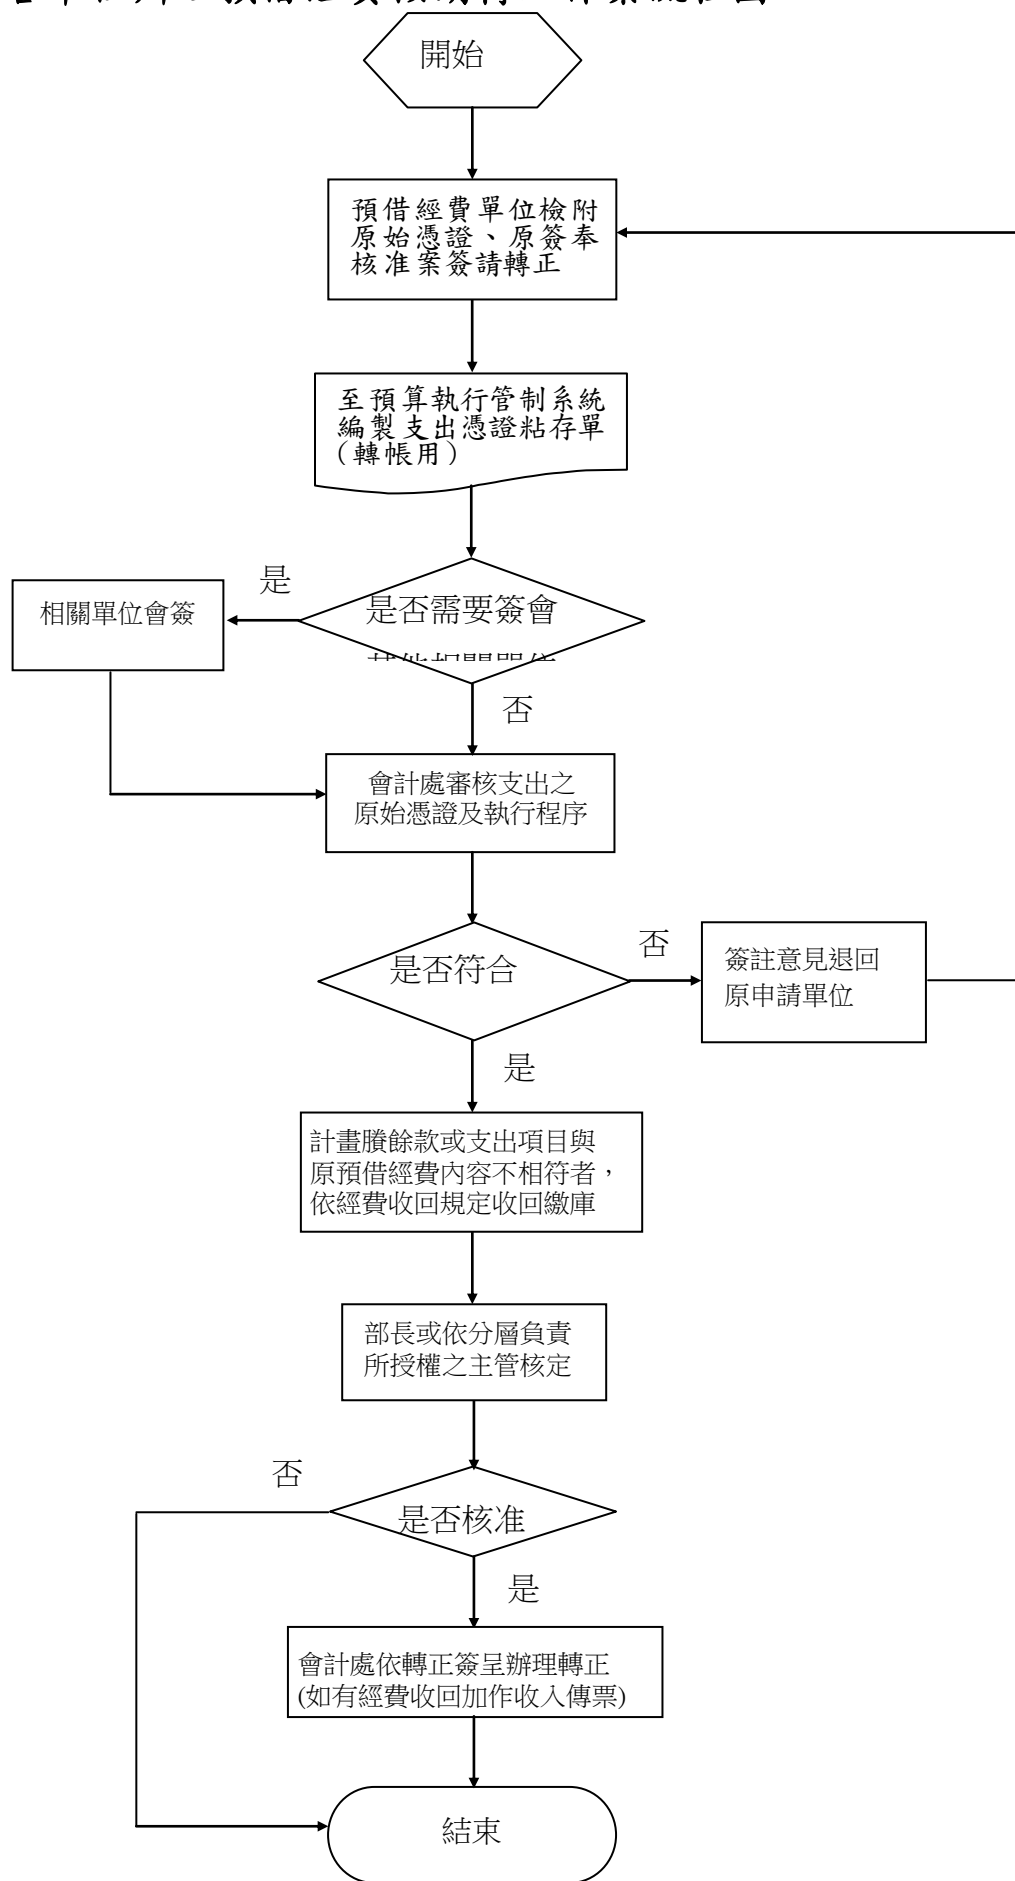 開始
預借經費單位檢附
原始憑證、原簽奉
核准案簽請轉正
至預算執行管制系統
編製支出憑證粘存單
(轉帳用)
是
相關單位會簽
是否需要簽會
否
會計處審核支出之
原始憑證及執行程序
是否符合
否
簽註意見退回
原申請單位
是
計畫賸餘款或支出項目與
原預借經費內容不相符者，
依經費收回規定收回繳庫
部長或依分層負責
所授權之主管核定
否
是否核准
是
會計處依轉正簽呈辦理轉正
(如有經費收回加作收入傳票)
結束